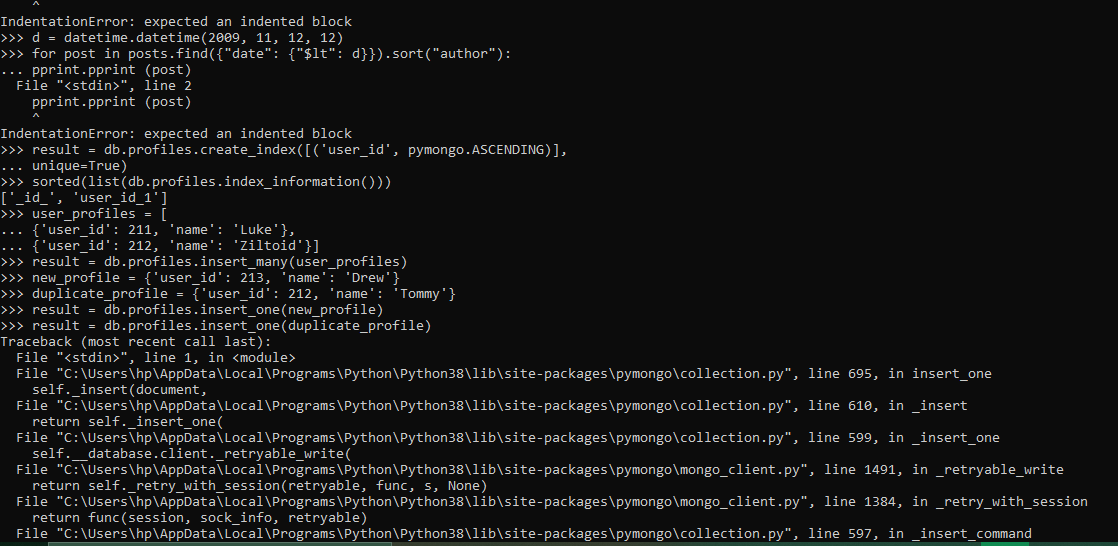 ^
IndentationError: expected an indented block
>>> d = datetime.datetime(2009, 11, 12, 12)
>>> for post in posts.find({"date": {"$lt": d}}).sort("author"):
... pprint.pprint (post)
  File "<stdin>", line 2
    pprint.pprint (post)
    ^
IndentationError: expected an indented block
>>> result = db.profiles.create_index([('user_id', pymongo.ASCENDING)],
... unique=True)
>>> sorted(list(db.profiles.index_information()))
['_id_', 'user_id_1']
>>> user_profiles = [
... {'user_id': 211, 'name': 'Luke'},
... {'user_id': 212, 'name': 'Ziltoid'}]
>>> result = db.profiles.insert_many(user_profiles)
>>> new_profile = {'user_id': 213, 'name': 'Drew'}
>>> duplicate_profile = {'user_id': 212, 'name': 'Tommy'}
>>> result = db.profiles.insert_one(new_profile)
>>> result = db.profiles.insert_one(duplicate_profile)
Traceback (most recent call last):
  File "<stdin>", line 1, in <module>
  File "C:\Users\hp\AppData\Local\Programs\Python\Python38\lib\site-packages\pymongo\collection.py", line 695, in insert_one
    self._insert(document,
  File "C:\Users\hp\AppData\Local\Programs\Python\Python38\lib\site-packages\pymongo\collection.py", line 610, in _insert
    return self._insert_one(
  File "C:\Users\hp\AppData\Local\Programs\Python\Python38\lib\site-packages\pymongo\collection.py", line 599, in _insert_one
    self.__database.client._retryable_write(
  File "C:\Users\hp\AppData\Local\Programs\Python\Python38\lib\site-packages\pymongo\mongo_client.py", line 1491, in _retryable_write
    return self._retry_with_session(retryable, func, s, None)
  File "C:\Users\hp\AppData\Local\Programs\Python\Python38\lib\site-packages\pymongo\mongo_client.py", line 1384, in _retry_with_session
    return func(session, sock_info, retryable)
  File "C:\Users\hp\AppData\Local\Programs\Python\Python38\lib\site-packages\pymongo\collection.py", line 597, in _insert_command